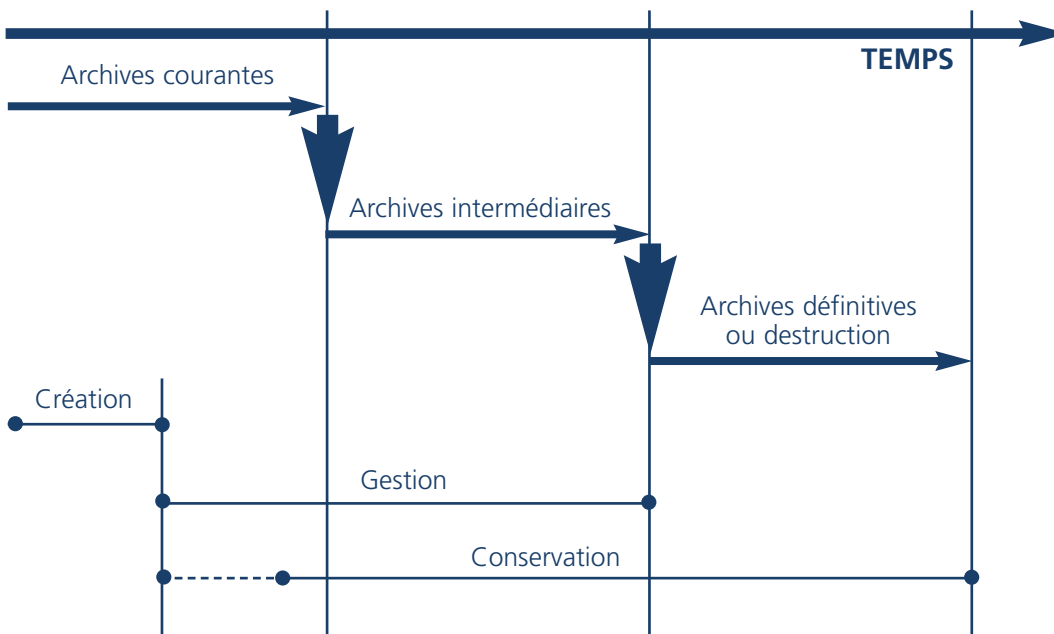 TEMPS
Archives courantes
Archives intermédiaires
Archives définitives
ou destruction
Création
Gestion
Conservation